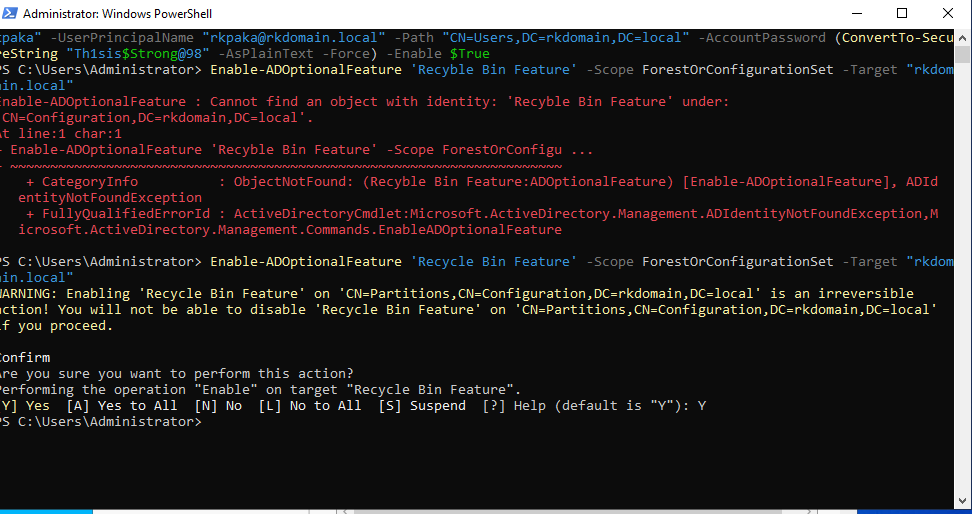 Administrator: Windows PowerShell
kpaka" -UserPrincipalName "rkpaka@rkdomain.local" -Path "CN=Users,DC=rkdomain,DC=local" -AccountPassword (ConvertTo-Secu
eString "Th1sis$Strong@98" -AsPlainText -Force) -Enable $True
PS C:\Users\Administrator> Enable-ADOptionalFeature 'Recyble Bin Feature' -Scope ForestOrConfigurationSet -Target "rkdom
ain.local"
Enable-ADOptionalFeature : Cannot find an object with identity: 'Recyble Bin Feature' under:
'CN=Configuration,DC=rkdomain,DC=local'.
At line:1 char:1
+ Enable-ADOptionalFeature 'Recyble Bin Feature' -Scope ForestOrConfigu ...
+ ~~~~~~~~~~~~~~~~~~~~~~~~~~~~~~~~~~~~~~~~~~~~~~~~~~~~~~~~~~~~~~~~~~~~~
+ CategoryInfo : ObjectNotFound: (Recyble Bin Feature:ADOptionalFeature) [Enable-ADOptionalFeature], ADId
entityNotFoundException
+ FullyQualifiedErrorId : ActiveDirectoryCmdlet:Microsoft.ActiveDirectory.Management.ADIdentityNotFoundException,M
icrosoft.ActiveDirectory.Management.Commands.EnableADOptionalFeature
PS C:\Users\Administrator> Enable-ADOptionalFeature 'Recycle Bin Feature' -Scope ForestOrConfigurationSet -Target "rkdom
ain.local"
WARNING: Enabling 'Recycle Bin Feature' on 'CN=Partitions,CN=Configuration,DC=rkdomain,DC=local' is an irreversible
action! You will not be able to disable 'Recycle Bin Feature' on 'CN=Partitions,CN=Configuration,DC=rkdomain,DC=local'
if you proceed.
Confirm
Are you sure you want to perform this action?
Performing the operation "Enable" on target "Recycle Bin Feature".
[Y] Yes [A] Yes to All [N] No [L] No to All [S] Suspend [?] Help (default is "Y"): Y
PS C:\Users\Administrator>